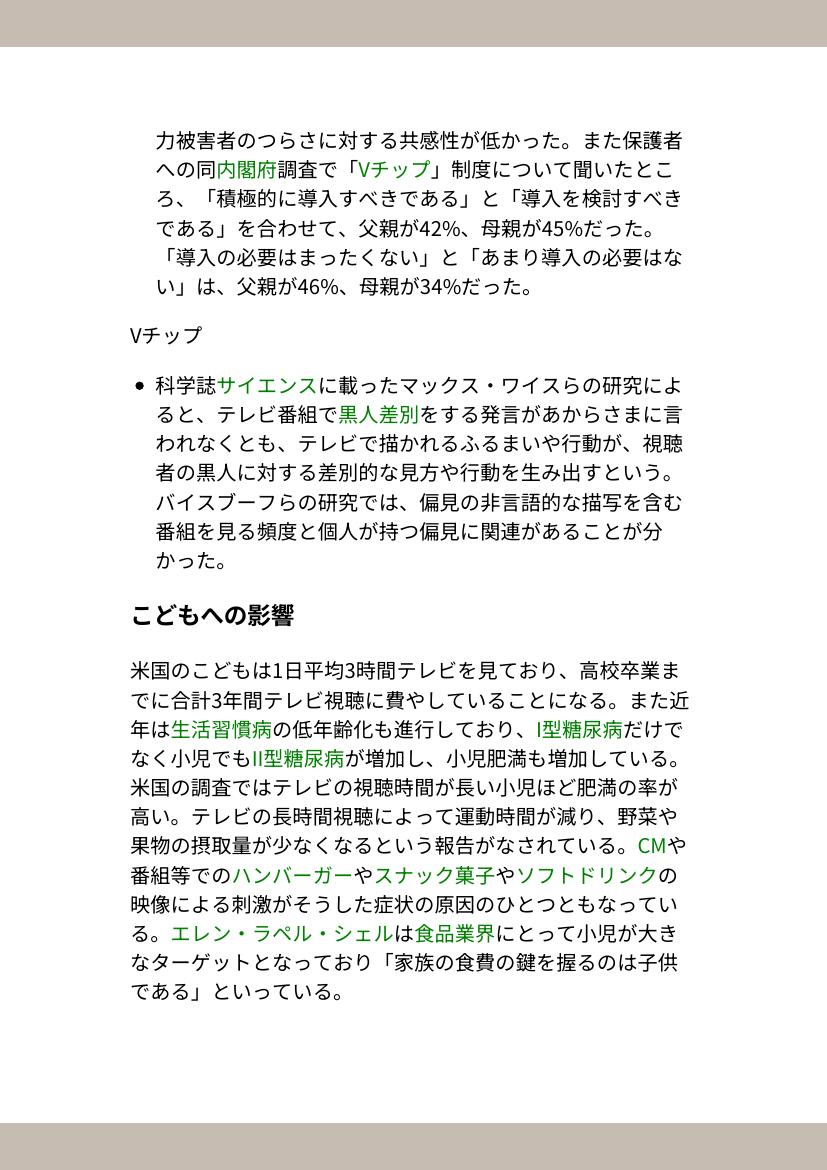 力被害者のつらさに対する共感性が低かった。また保護者
への同内閣府調査で「Vチップ」制度について聞いたとこ
ろ、「積極的に導入すべきである」と「導入を検討すべき
である」を合わせて、父親が42%、母親が45%だった。
「導入の必要はまったくない」と「あまり導入の必要はな
い」は、父親が46%、母親が34%だった。
Vチップ
• 科学誌サイエンスに載ったマックス・ワイスらの研究によ
ると、テレビ番組で黒人差別をする発言があからさまに言
われなくとも、テレビで描かれるふるまいや行動が、視聴
者の黒人に対する差別的な見方や行動を生み出すという。
バイスブーフらの研究では、偏見の非言語的な描写を含む
番組を見る頻度と個人が持つ偏見に関連があることが分
かった。
こどもへの影響
米国のこどもは1日平均3時間テレビを見ており、高校卒業ま
でに合計3年間テレビ視聴に費やしていることになる。また近
年は生活習慣病の低年齢化も進行しており、I型糖尿病だけで
なく小児でもII型糖尿病が増加し、小児肥満も増加している。
米国の調査ではテレビの視聴時間が長い小児ほど肥満の率が
高い。テレビの長時間視聴によって運動時間が減り、野菜や
果物の摂取量が少なくなるという報告がなされている。CMや
番組等でのハンバーガーやスナック菓子やソフトドリンクの
映像による刺激がそうした症状の原因のひとつともなってい
る。エレン・ラペル・シェルは食品業界にとって小児が大き
なターゲットとなっており「家族の食費の鍵を握るのは子供
である」といっている。